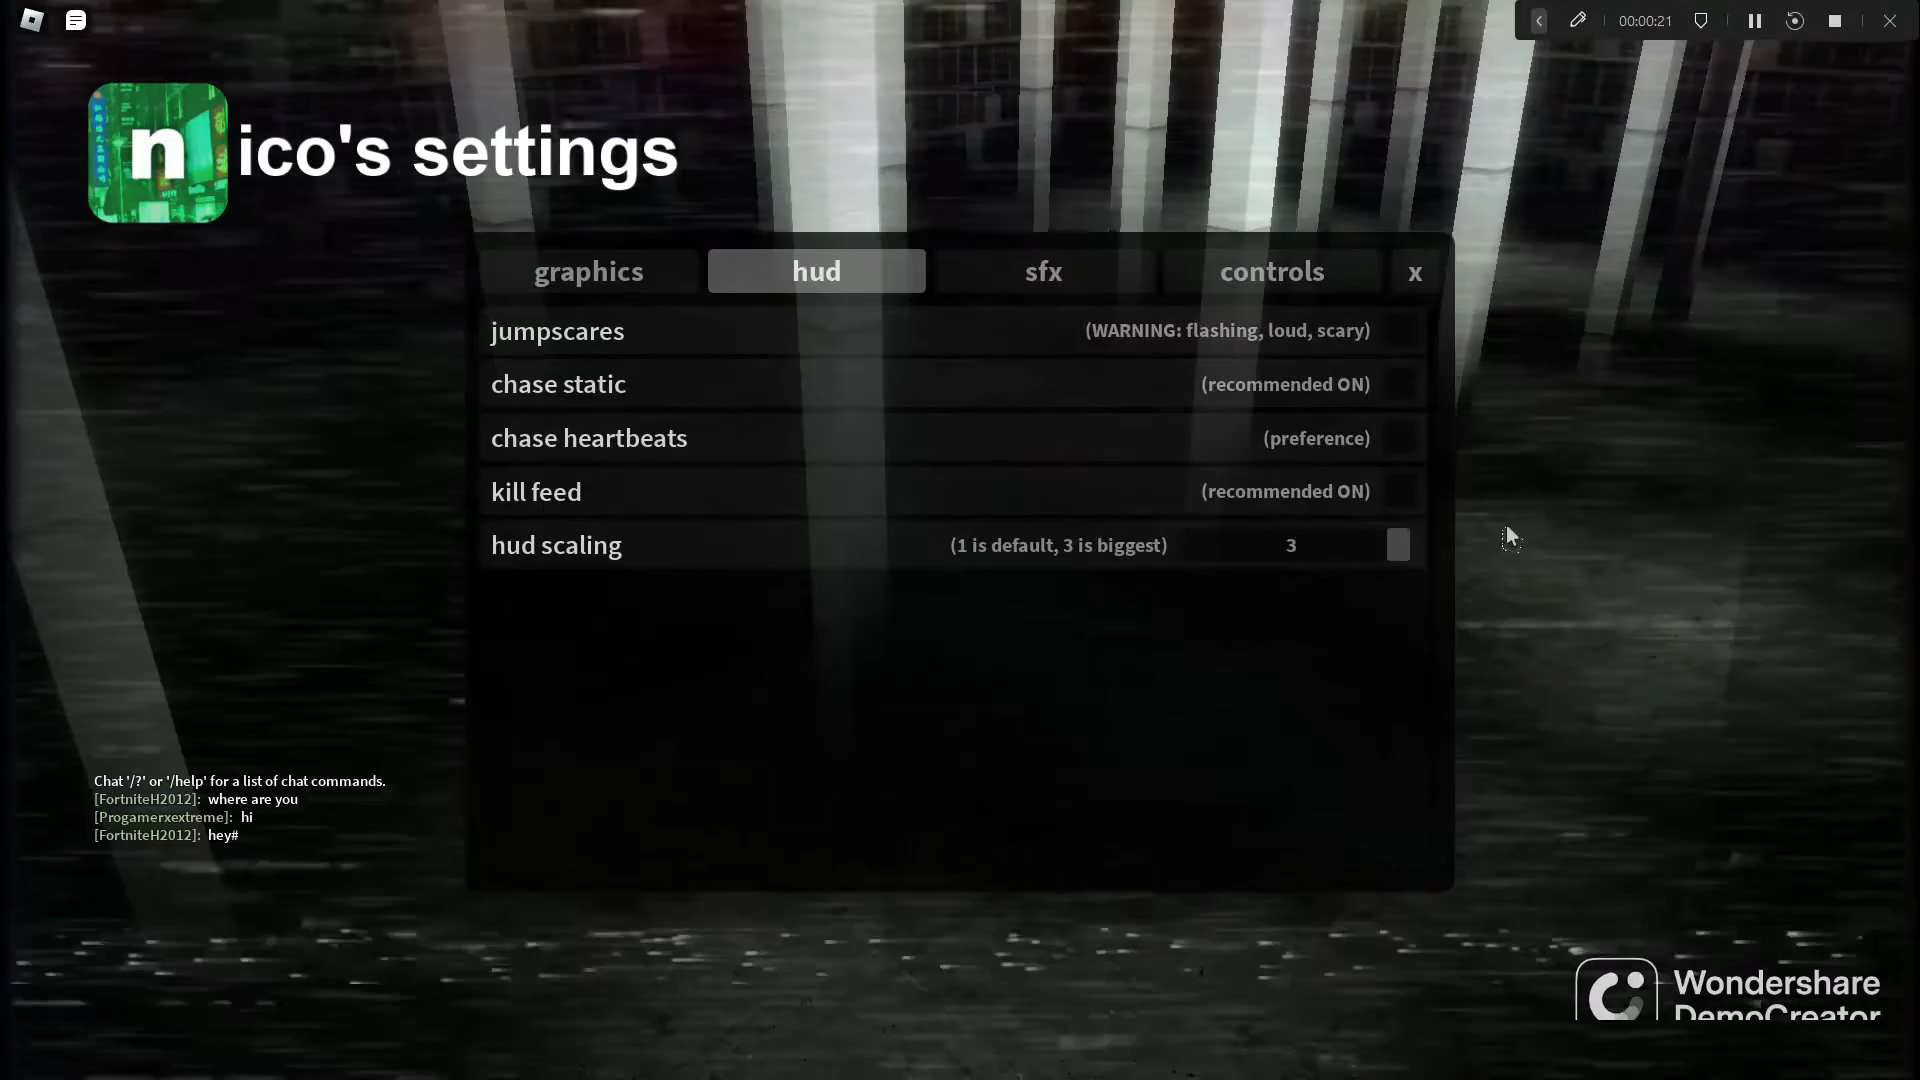 00:00:21
nico's settings
graphics hud sfx controls x
jumpscares (WARNING: flashing, loud, scary)
chase static (recommended ON)
chase heartbeats (preference)
kill feed (recommended ON)
hud scaling (1 is default, 3 is biggest) 3
Chat '/?' or '/help' for a list of chat commands.
[FortniteH2012]: where are you
[Progamerxextreme]: hi
[FortniteH2012]: hey#
Wondershare
DemoCreator